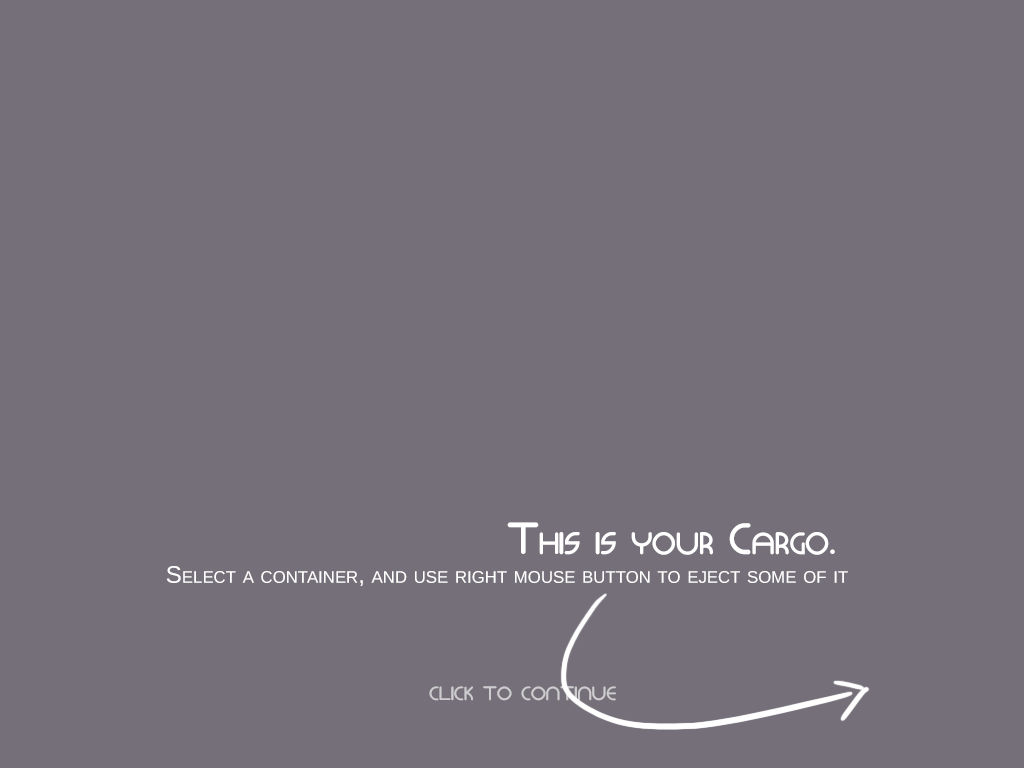 This is your Cargo.
Select a container, and use right mouse button to eject some of it
click to continue